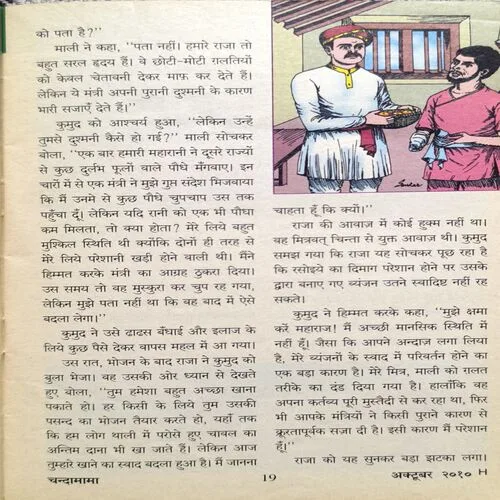 को पता है?’’
माली ने कहा, ‘‘पता नहीं। हमारे राजा तो
बहुत सरल हृदय हैं। वे छोटी-मोटी गलतियों
को केवल चेतावनी देकर माफ़ कर देते हैं।
लेकिन ये मंत्री अपनी पुरानी दुश्मनी के कारण
भारी सजाएँ देते हैं।’’
कुमुद को आश्चर्य हुआ, ‘‘लेकिन उन्हें
तुमसे दुश्मनी कैसे हो गई?’’ माली सोचकर
बोला, ‘‘एक बार हमारी महारानी ने दूसरे राज्यों
से कुछ दुर्लभ फूलों वाले पौधे मँगवाए। इन
चारों में से एक मंत्री ने मुझे गुप्त संदेश भिजवाया
कि मैं उनमे से कुछ पौधे चुपचाप उस तक
पहुँचा दूँ। लेकिन यदि रानी को एक भी पौधा
कम मिलता, तो क्या होता? मेरे लिये बहुत
मुश्किल स्थिति थी क्योंकि दोनों ही तरह से
मेरे लिये परेशानी खड़ी होने वाली थी। मैंने
हिम्मत करके मंत्री का आग्रह ठुकरा दिया।
उस समय तो वह मुस्कुरा कर चुप रह गया,
लेकिन मुझे पता नहीं था कि वह बाद में ऐसे
बदला लेगा।’’
कुमुद ने उसे ढाढस बँधाई और इलाज के
लिये कुछ पैसे देकर वापस महल में आ गया।
उस रात, भोजन के बाद राजा ने कुमुद को
बुला भेजा। वह उसकी ओर ध्यान से देखते
हुए बोला, ‘‘तुम हमेशा बहुत अच्छा खाना
पकाते हो। हर किसी के लिये तुम उसकी
पसन्द का भोजन तैयार करते हो, यहाँ तक
कि हम लोग थाली में परोसे हुए चावल का
अन्तिम दाना भी खा जाते हैं। लेकिन आज
तुम्हारे खाने का स्वाद बदला हुआ है। मैं जानना
चाहता हूँ कि क्यों।’’
राजा की आवाज़ में कोई हुक्म नहीं था।
वह मित्रवत् चिन्ता से युक्त आवाज़ थी। कुमुद
समझ गया कि राजा यह सोचकर पूछ रहा है
कि रसोइये का दिमाग परेशान होने पर उसके
द्वारा बनाए गए व्यंजन उतने स्वादिष्ट नहीं रह
सकते।
कुमुद ने हिम्मत करके कहा, ‘‘मुझे क्षमा
करें महाराज! मैं अच्छी मानसिक स्थिति में
नहीं हूँ। जैसा कि आपने अन्दाज़ लगा लिया
है, मेरे व्यंजनों के स्वाद में परिवर्तन होने का
एक बड़ा कारण है। मेरे मित्र, माली को गलत
तरीके का दंड दिया गया है। हालाँकि वह
अपना कर्तव्य पूरी मुस्तैदी से कर रहा था, फिर
भी आपके मंत्रियों ने किसी पुराने कारण से
क्रूरतापूर्वक सजा दी है। इसी कारण मैं परेशान
हूँ।’’
राजा को यह सुनकर बड़ा झटका लगा।
चन्दामामा
19
अक्टूबर २०१० H